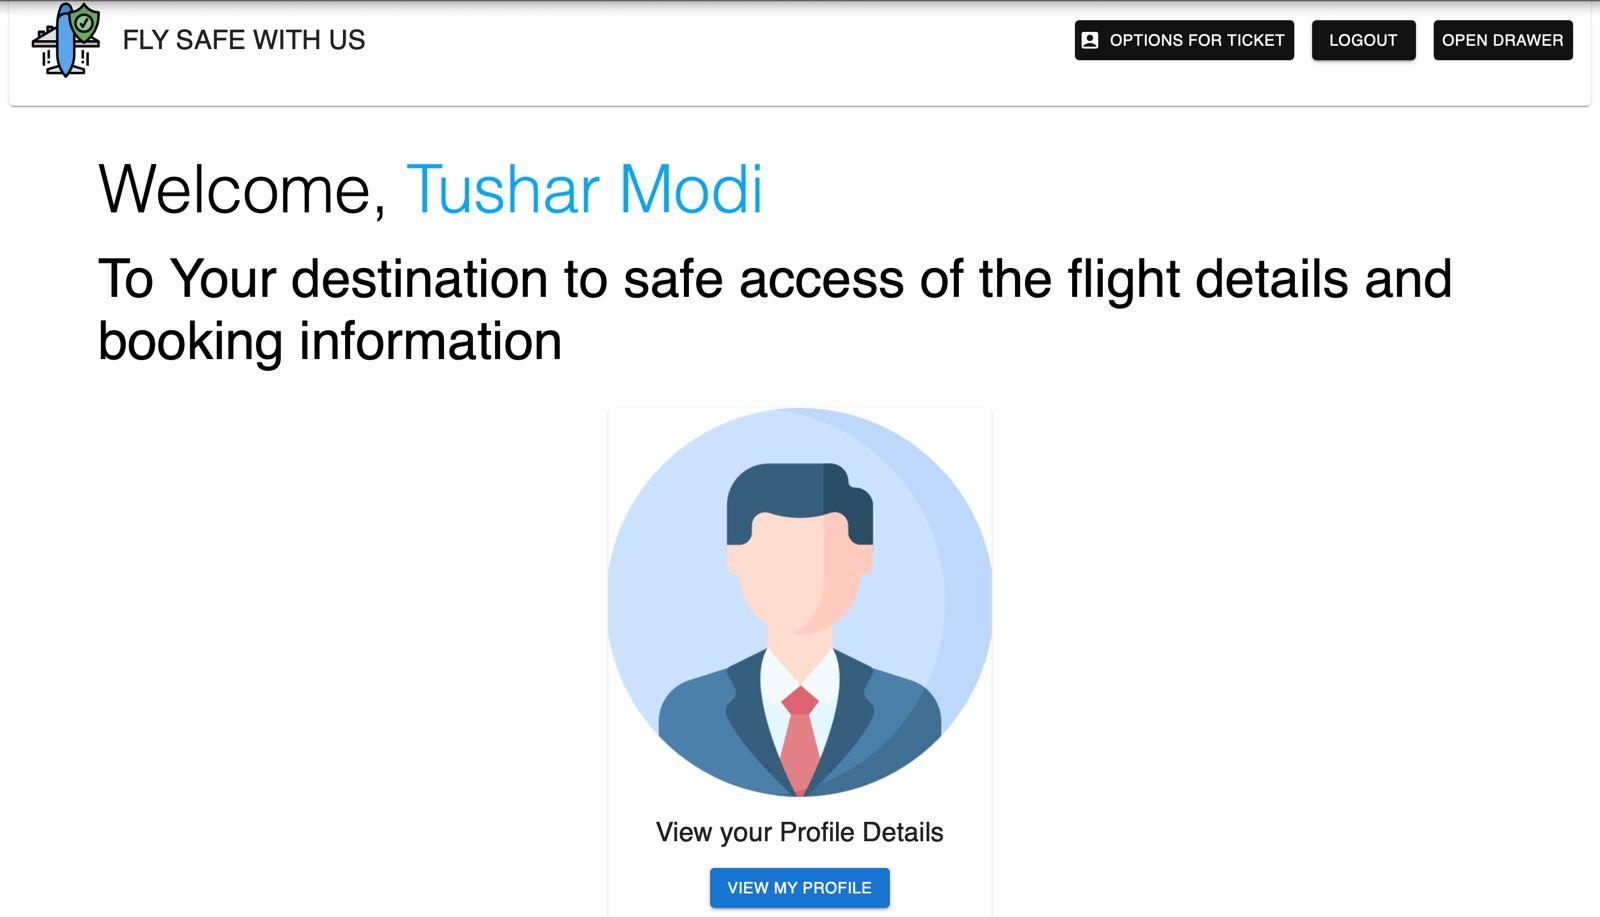 FLY SAFE WITH US
OPTIONS FOR TICKET
LOGOUT
OPEN DRAWER
Welcome, Tushar Modi
To Your destination to safe access of the flight details and
booking information
View your Profile Details
VIEW MY PROFILE